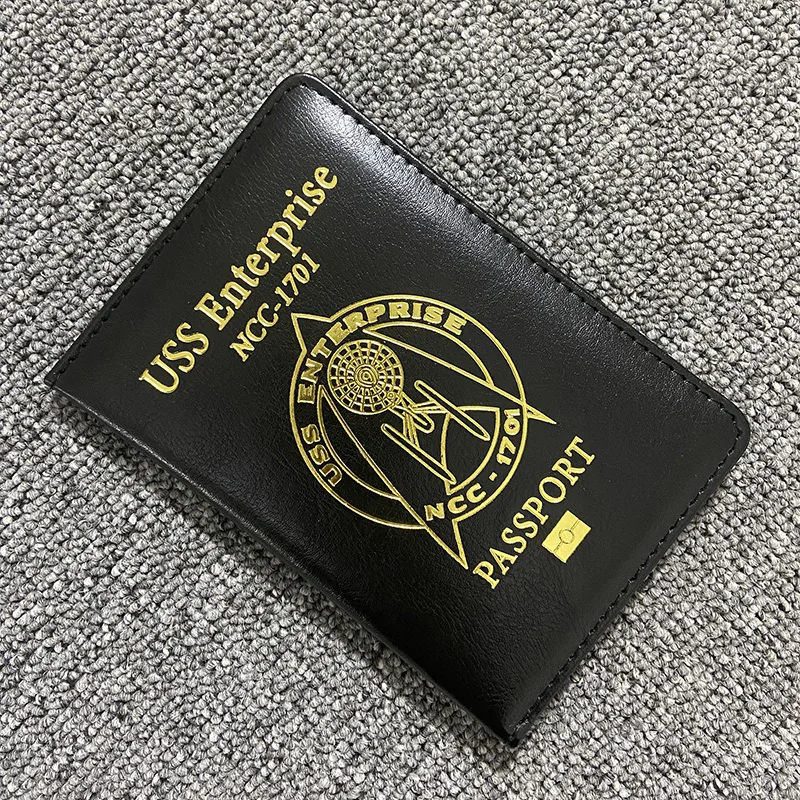 USS Enterprise
NCC-1701
USS ENTERPRISE
NCC - 1701
PASSPORT